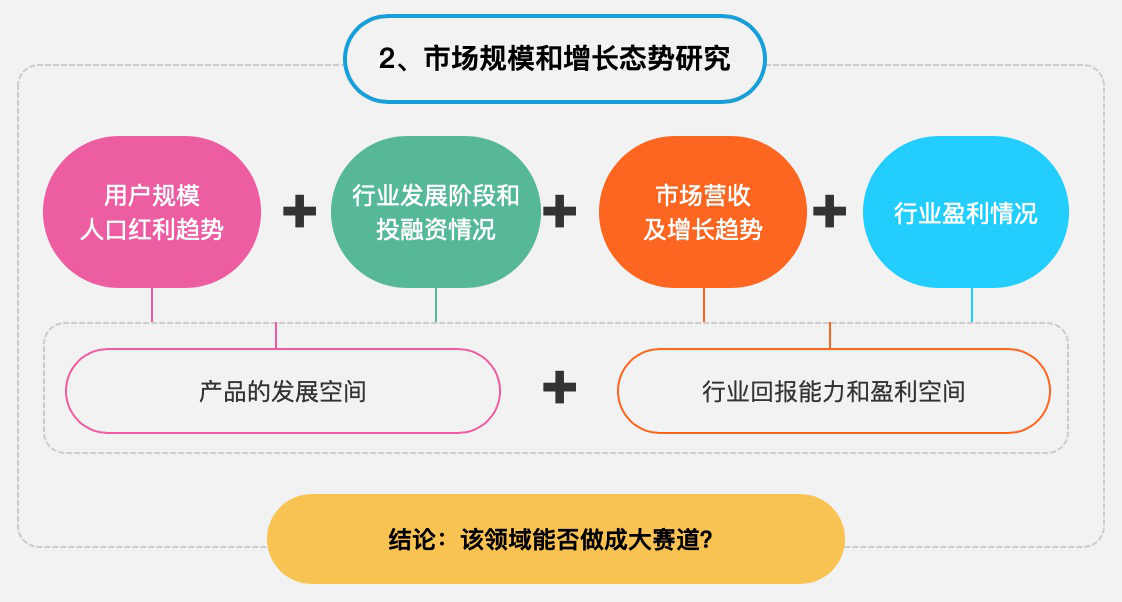 2、市场规模和增长态势研究
用户规模
人口红利趋势
行业发展阶段和
投融资情况
市场营收
及增长趋势
行业盈利情况
产品的发展空间
行业回报能力和盈利空间
结论：该领域能否做成大赛道?